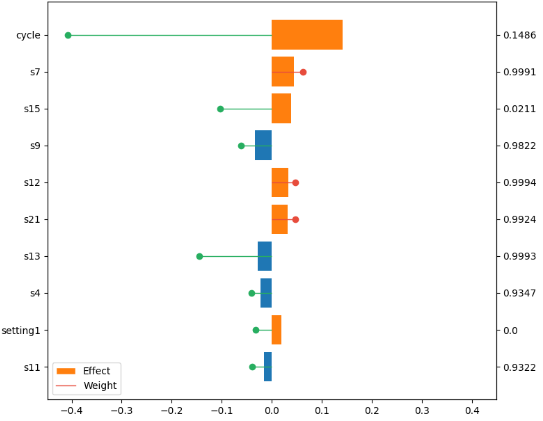 cycle 0.1486
s7 0.9991
s15 0.0211
s9 0.9822
s12 0.9994
s21 0.9924
s13 0.9993
s4 0.9347
setting1 0.0
s11 0.9322
Effect
Weight
−0.4 −0.3 −0.2 −0.1 0.0 0.1 0.2 0.3 0.4